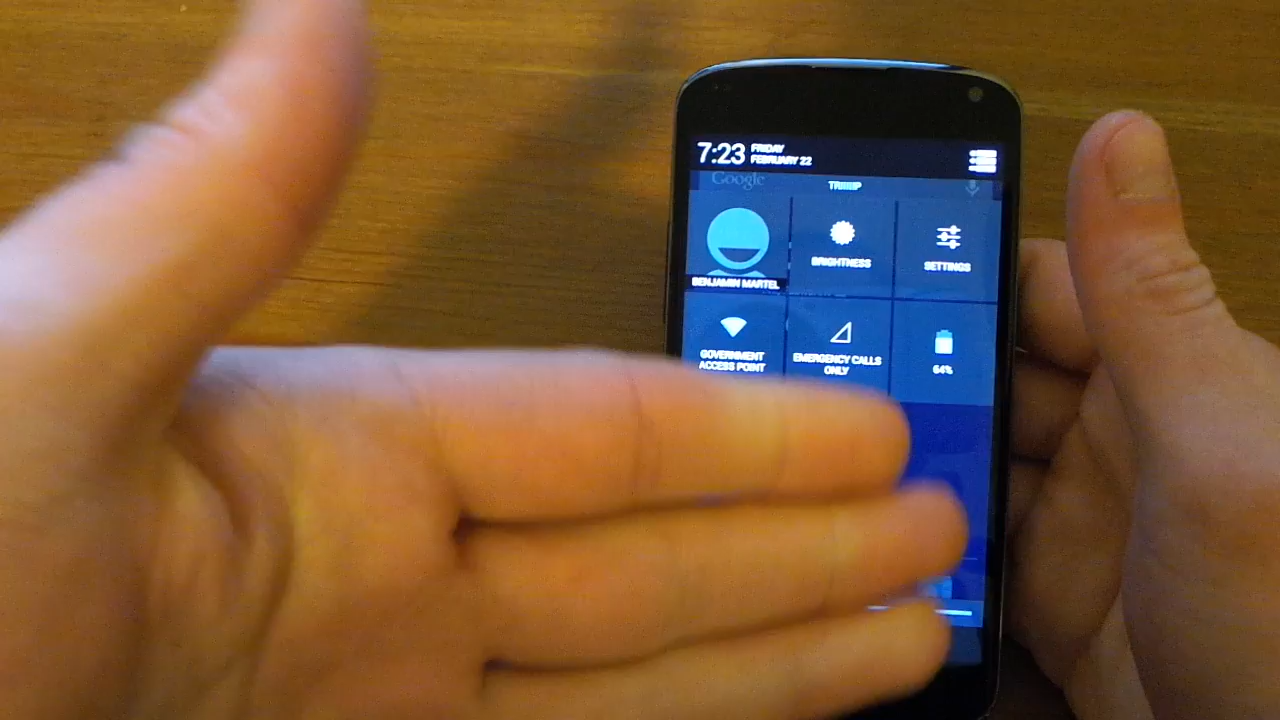 7:23 FRIDAY
FEBRUARY 22
Google
BENJAMIN MARTEL
BRIGHTNESS
SETTINGS
GOVERNMENT
ACCESS POINT
EMERGENCY CALLS
ONLY
64%